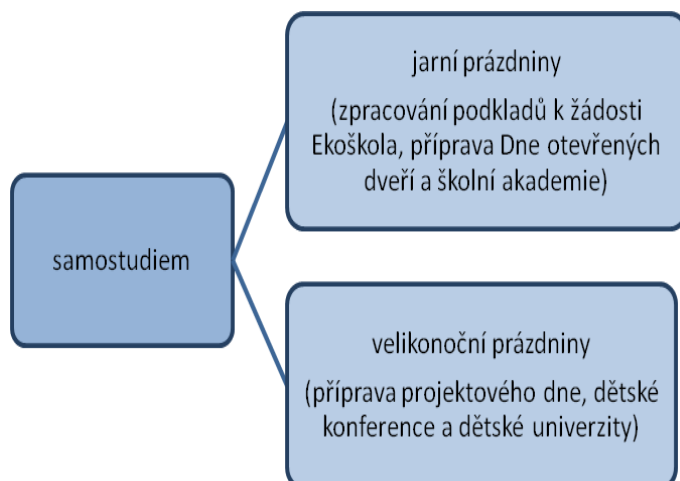 samostudiem
jarní prázdniny
(zpracování podkladů k žádosti
Ekoškola, příprava Dne otevřených
dveří a školní akademie)
velikonoční prázdniny
(příprava projektového dne, dětské
konference a dětské univerzity)